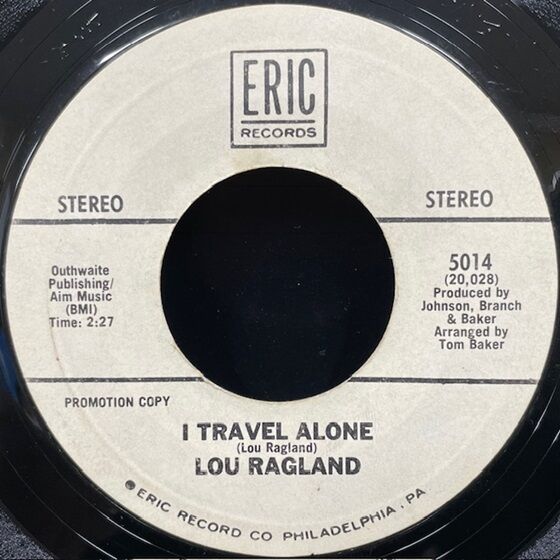 ERIC
RECORDS
STEREO
STEREO
Outhwaite
Publishing/
Aim Music
(BMI)
Time: 2:27
5014
(20,028)
Produced by
Johnson, Branch
& Baker
Arranged by
Tom Baker
PROMOTION COPY
I TRAVEL ALONE
(Lou Ragland)
LOU RAGLAND
ERIC RECORD CO PHILADELPHIA, PA